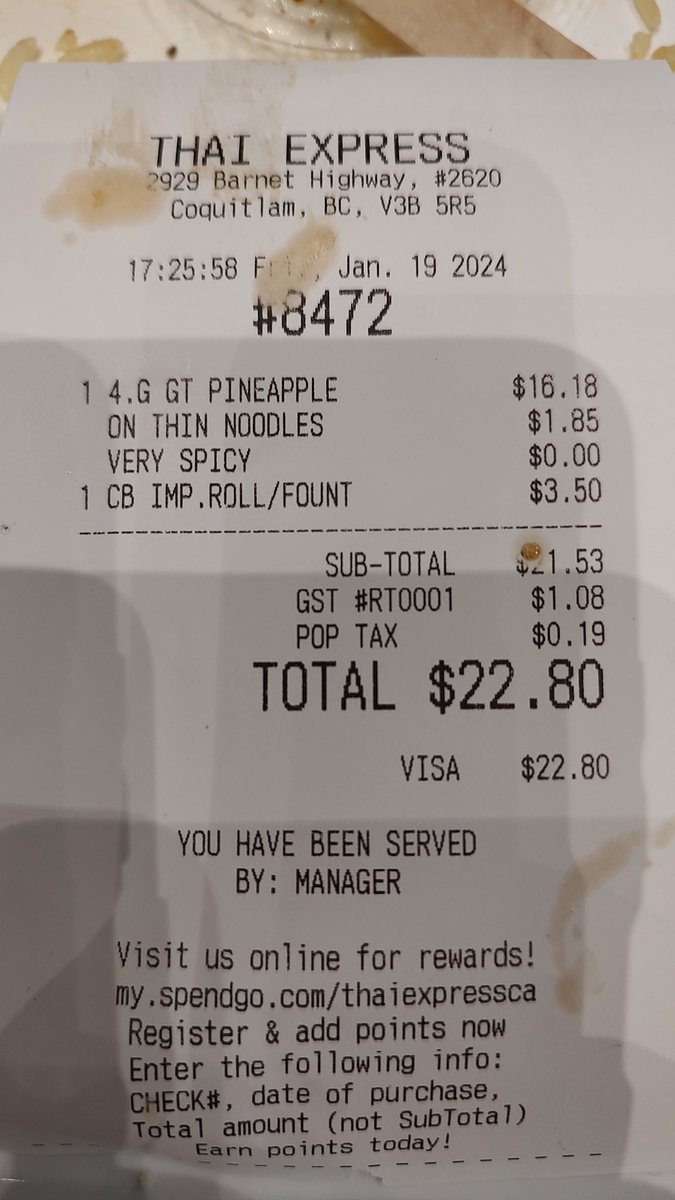 THAI EXPRESS
2929 Barnet Highway, #2620
Coquitlam, BC, V3B 5R5
17:25:58 Fri., Jan. 19 2024
#8472
1 4.G GT PINEAPPLE $16.18
ON THIN NOODLES $1.85
VERY SPICY $0.00
1 CB IMP.ROLL/FOUNT $3.50
SUB-TOTAL $21.53
GST #RT0001 $1.08
POP TAX $0.19
TOTAL $22.80
VISA $22.80
YOU HAVE BEEN SERVED
BY: MANAGER
Visit us online for rewards!
my.spendgo.com/thaiexpressca
Register & add points now
Enter the following info:
CHECK#, date of purchase,
Total amount (not SubTotal)
Earn points today!